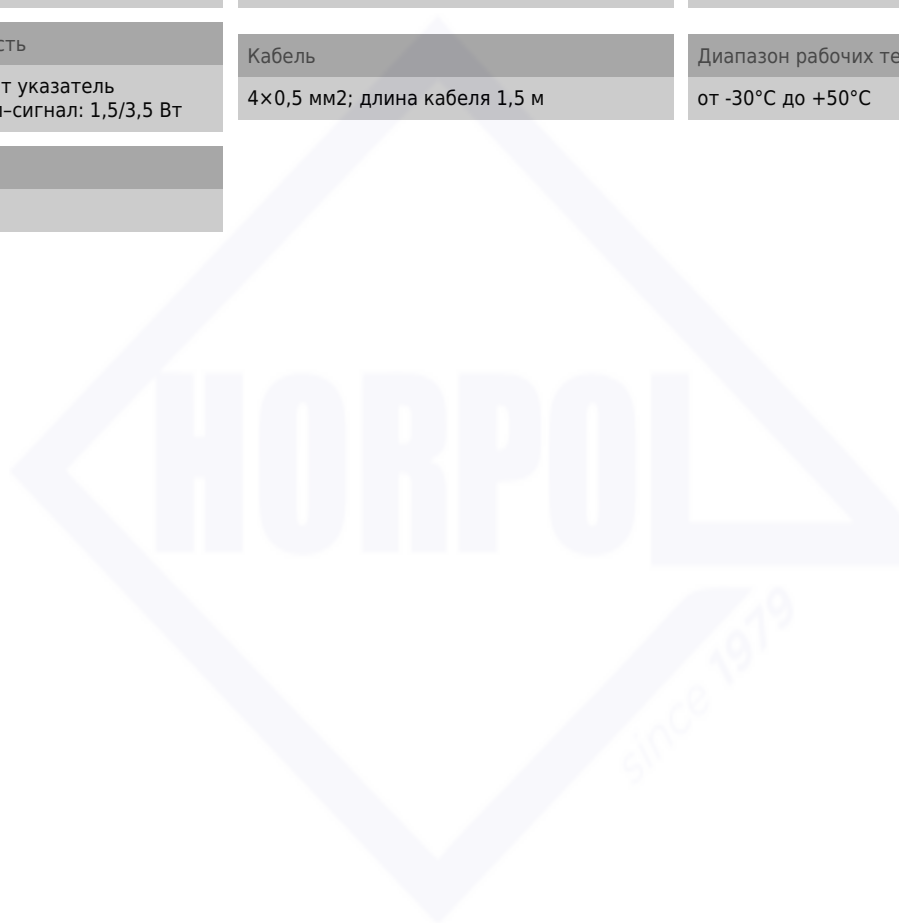 сть
т указатель
–сигнал: 1,5/3,5 Вт
Кабель
4×0,5 мм2; длина кабеля 1,5 м
Диапазон рабочих те
от -30°C до +50°C
HORPOL
since 1979